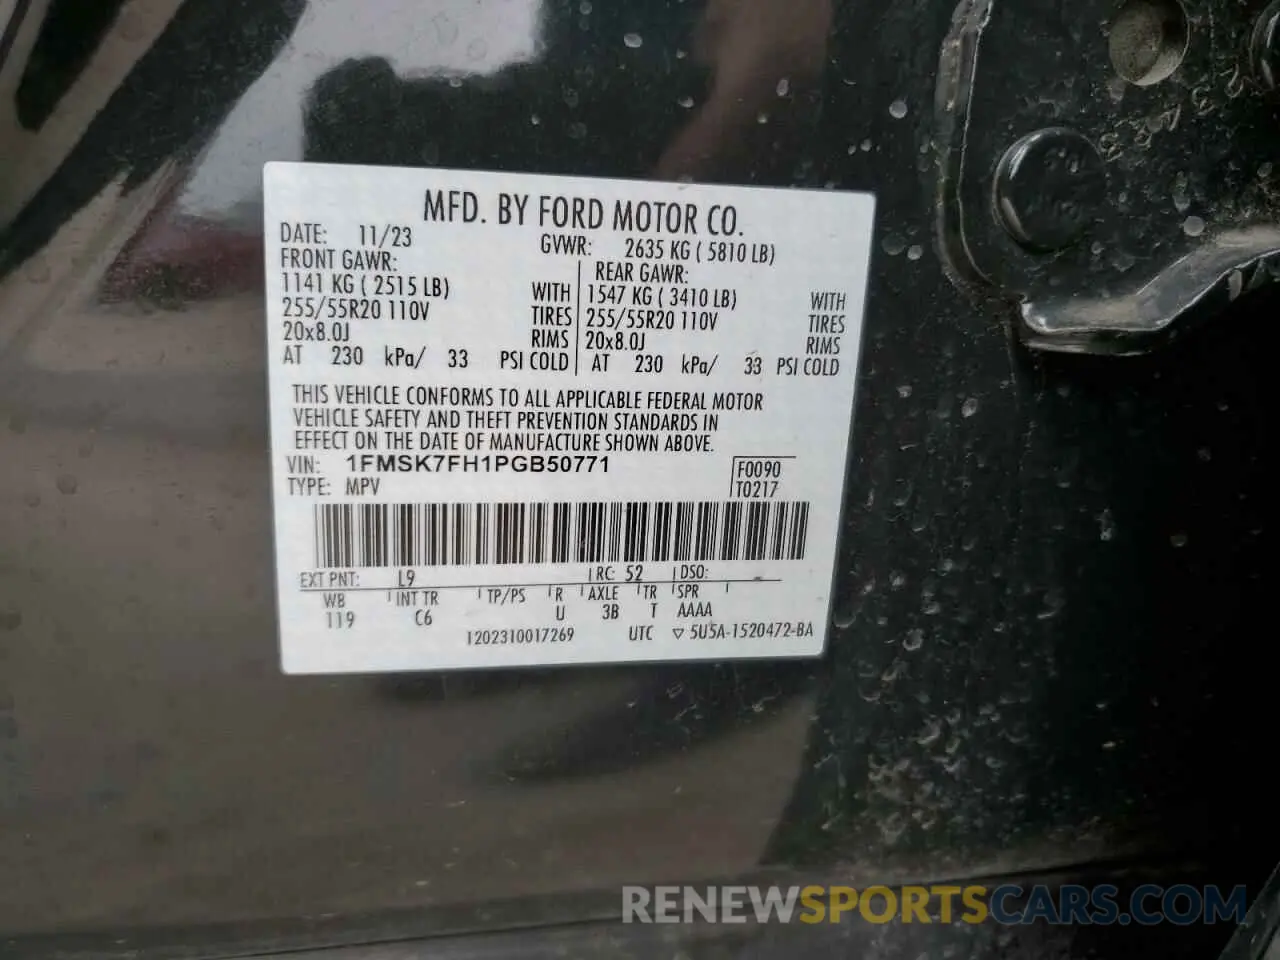 MFD. BY FORD MOTOR CO.
DATE: 11/23 GVWR: 2635 KG ( 5810 LB)
FRONT GAWR: REAR GAWR:
1141 KG ( 2515 LB) WITH 1547 KG ( 3410 LB) WITH
255/55R20 110V TIRES 255/55R20 110V TIRES
20x8.0J RIMS 20x8.0J RIMS
AT 230 kPa/ 33 PSI COLD AT 230 kPa/ 33 PSI COLD
THIS VEHICLE CONFORMS TO ALL APPLICABLE FEDERAL MOTOR
VEHICLE SAFETY AND THEFT PREVENTION STANDARDS IN
EFFECT ON THE DATE OF MANUFACTURE SHOWN ABOVE.
VIN: 1FMSK7FH1PGB50771 F0090
TYPE: MPV T0217
EXT PNT: L9 RC: 52 DSO:
WB INT TR TP/PS R AXLE TR SPR
119 C6 U 3B T AAAA
1202310017269 UTC ▽ 5U5A-1520472-BA
RENEWSPORTSCARS.COM